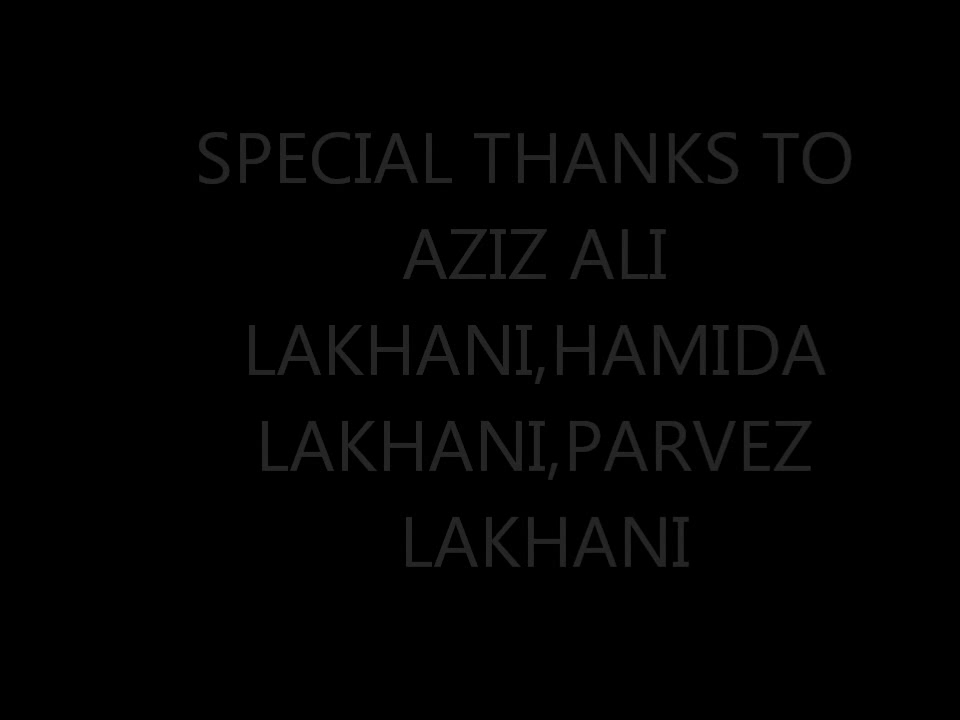 SPECIAL THANKS TO
AZIZ ALI
LAKHANI,HAMIDA
LAKHANI,PARVEZ
LAKHANI